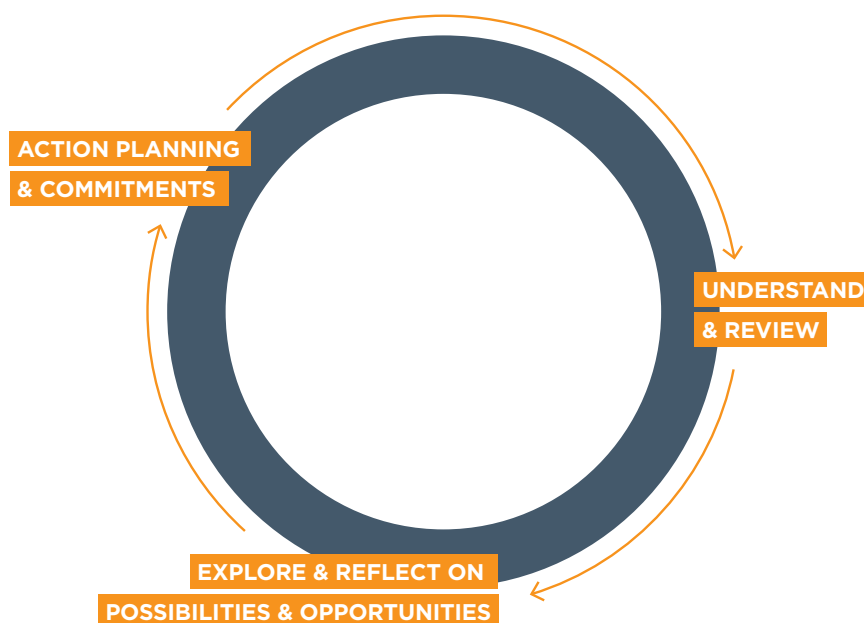 ACTION PLANNING
& COMMITMENTS
UNDERSTAND
& REVIEW
EXPLORE & REFLECT ON
POSSIBILITIES & OPPORTUNITIES